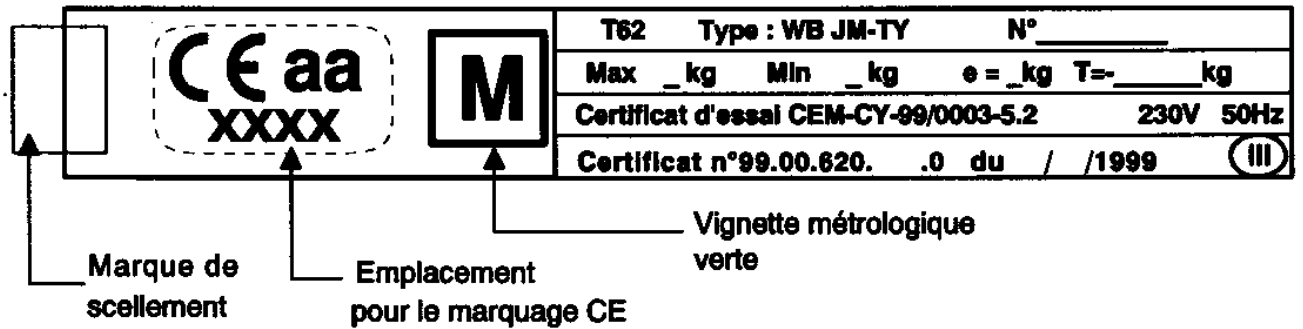 T62 Type : WB JM-TY N°__________
Max _ kg Min _ kg e = _ kg T=-______kg
Certificat d'essai CEM-CY-99/0003-5.2 230V 50Hz
Certificat n°99.00.620. .0 du / /1999 III
CE aa
XXXX
M
Vignette métrologique
verte
Marque de
scellement
Emplacement
pour le marquage CE